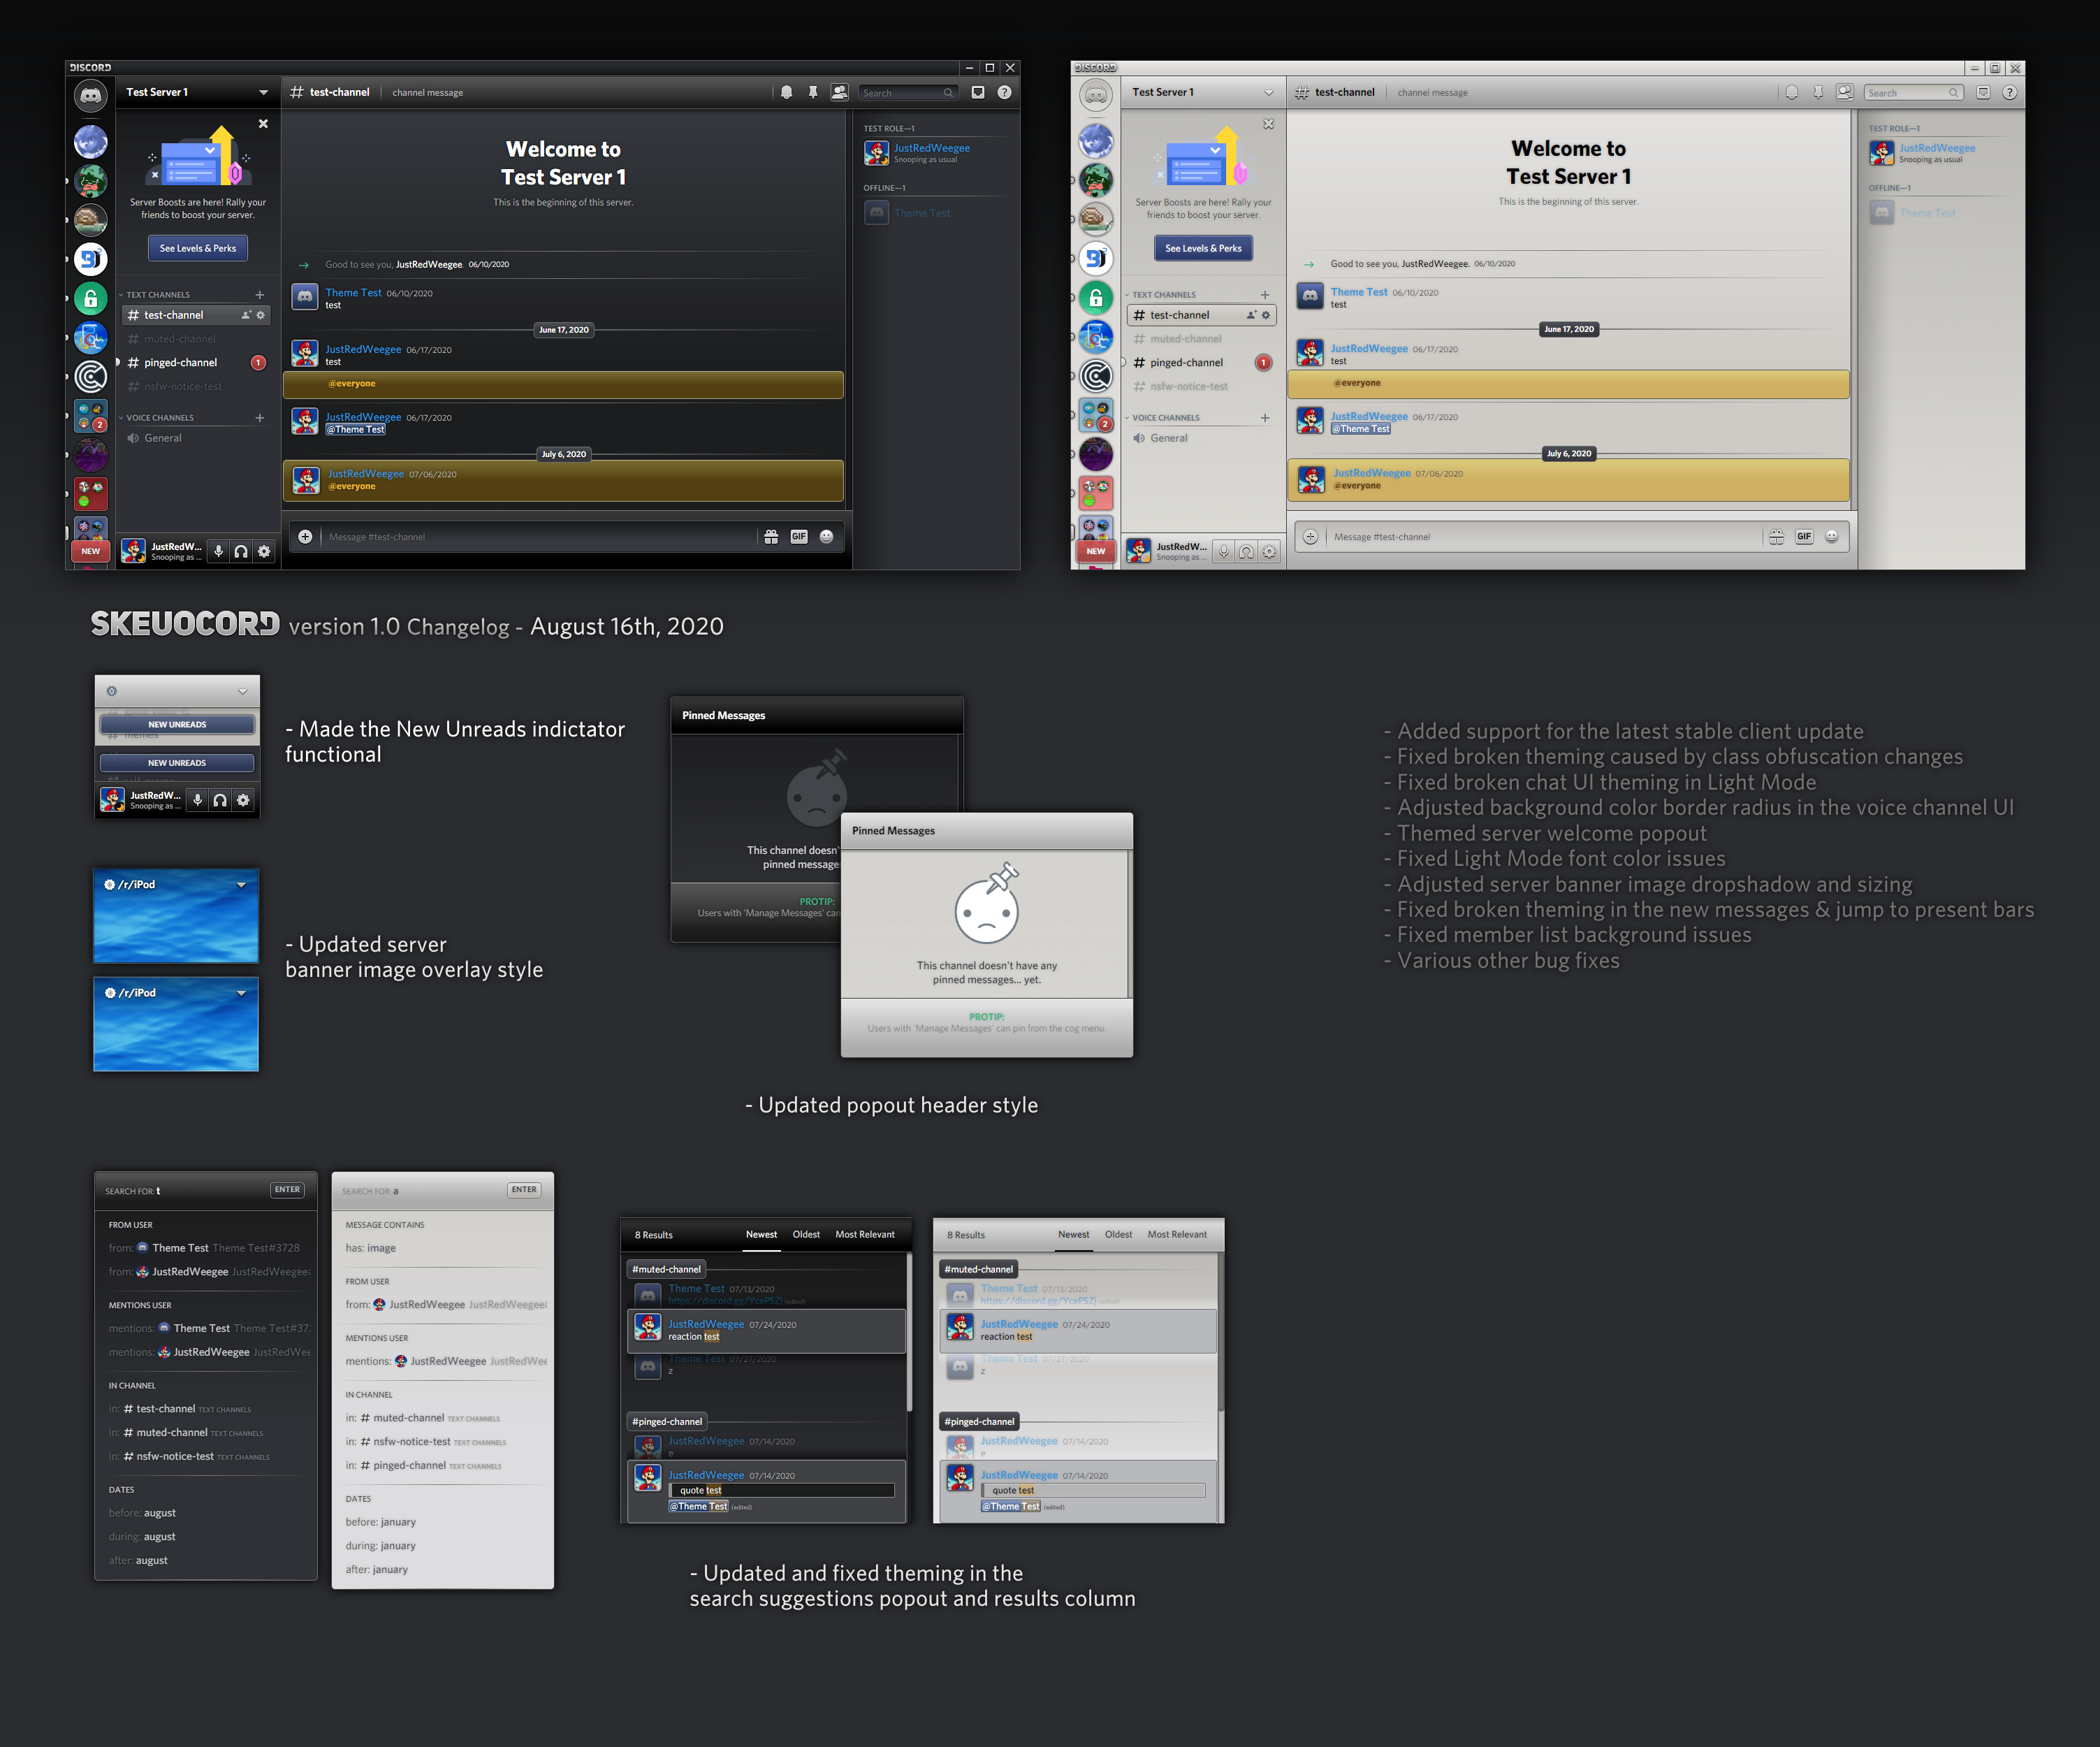 DISCORD
Test Server 1
# test-channel
channel message
Search
Server Boosts are here! Rally your
friends to boost your server.
See Levels & Perks
TEXT CHANNELS
test-channel
muted-channel
pinged-channel
1
nsfw-notice-test
VOICE CHANNELS
General
2
NEW
JustRedW...
Snooping as ...
Welcome to
Test Server 1
This is the beginning of this server.
Good to see you, JustRedWeegee. 06/10/2020
Theme Test 06/10/2020
test
June 17, 2020
JustRedWeegee 06/17/2020
test
@everyone
JustRedWeegee 06/17/2020
@Theme Test
July 6, 2020
JustRedWeegee 07/06/2020
@everyone
Message #test-channel
GIF
TEST ROLE—1
JustRedWeegee
Snooping as usual
OFFLINE—1
Theme Test
DISCORD
Test Server 1
# test-channel
channel message
Search
Server Boosts are here! Rally your
friends to boost your server.
See Levels & Perks
TEXT CHANNELS
test-channel
muted-channel
pinged-channel
1
nsfw-notice-test
VOICE CHANNELS
General
2
NEW
JustRedW...
Snooping as ...
Welcome to
Test Server 1
This is the beginning of this server.
Good to see you, JustRedWeegee. 06/10/2020
Theme Test 06/10/2020
test
June 17, 2020
JustRedWeegee 06/17/2020
test
@everyone
JustRedWeegee 06/17/2020
@Theme Test
July 6, 2020
JustRedWeegee 07/06/2020
@everyone
Message #test-channel
GIF
TEST ROLE—1
JustRedWeegee
Snooping as usual
OFFLINE—1
Theme Test
SKEUOCORD version 1.0 Changelog - August 16th, 2020
NEW UNREADS
# memes
NEW UNREADS
JustRedW...
Snooping as ...
- Made the New Unreads indictator
functional
/r/iPod
/r/iPod
- Updated server
banner image overlay style
Pinned Messages
This channel doesn'
pinned message
PROTIP:
Users with 'Manage Messages' can
Pinned Messages
This channel doesn't have any
pinned messages... yet.
PROTIP:
Users with 'Manage Messages' can pin from the cog menu.
- Updated popout header style
- Added support for the latest stable client update
- Fixed broken theming caused by class obfuscation changes
- Fixed broken chat UI theming in Light Mode
- Adjusted background color border radius in the voice channel UI
- Themed server welcome popout
- Fixed Light Mode font color issues
- Adjusted server banner image dropshadow and sizing
- Fixed broken theming in the new messages & jump to present bars
- Fixed member list background issues
- Various other bug fixes
SEARCH FOR: t
ENTER
FROM USER
from: Theme Test Theme Test#3728
from: JustRedWeegee JustRedWeegee
MENTIONS USER
mentions: Theme Test Theme Test#37
mentions: JustRedWeegee JustRedWee
IN CHANNEL
in: # test-channel TEXT CHANNELS
in: # muted-channel TEXT CHANNELS
in: # nsfw-notice-test TEXT CHANNELS
DATES
before: august
during: august
after: august
SEARCH FOR: a
ENTER
MESSAGE CONTAINS
has: image
FROM USER
from: JustRedWeegee JustRedWeegee
MENTIONS USER
mentions: JustRedWeegee JustRedWee
IN CHANNEL
in: # muted-channel TEXT CHANNELS
in: # nsfw-notice-test TEXT CHANNELS
in: # pinged-channel TEXT CHANNELS
DATES
before: january
during: january
after: january
8 Results
Newest
Oldest
Most Relevant
#muted-channel
Theme Test 07/13/2020
https://discord.gg/YcePSZj (edited)
JustRedWeegee 07/24/2020
reaction test
Theme Test 07/27/2020
z
#pinged-channel
JustRedWeegee 07/14/2020
e
JustRedWeegee 07/14/2020
quote test
@Theme Test (edited)
8 Results
Newest
Oldest
Most Relevant
#muted-channel
Theme Test 07/13/2020
https://discord.gg/YcePSZj (edited)
JustRedWeegee 07/24/2020
reaction test
Theme Test 07/27/2020
z
#pinged-channel
JustRedWeegee 07/14/2020
e
JustRedWeegee 07/14/2020
quote test
@Theme Test (edited)
- Updated and fixed theming in the
search suggestions popout and results column